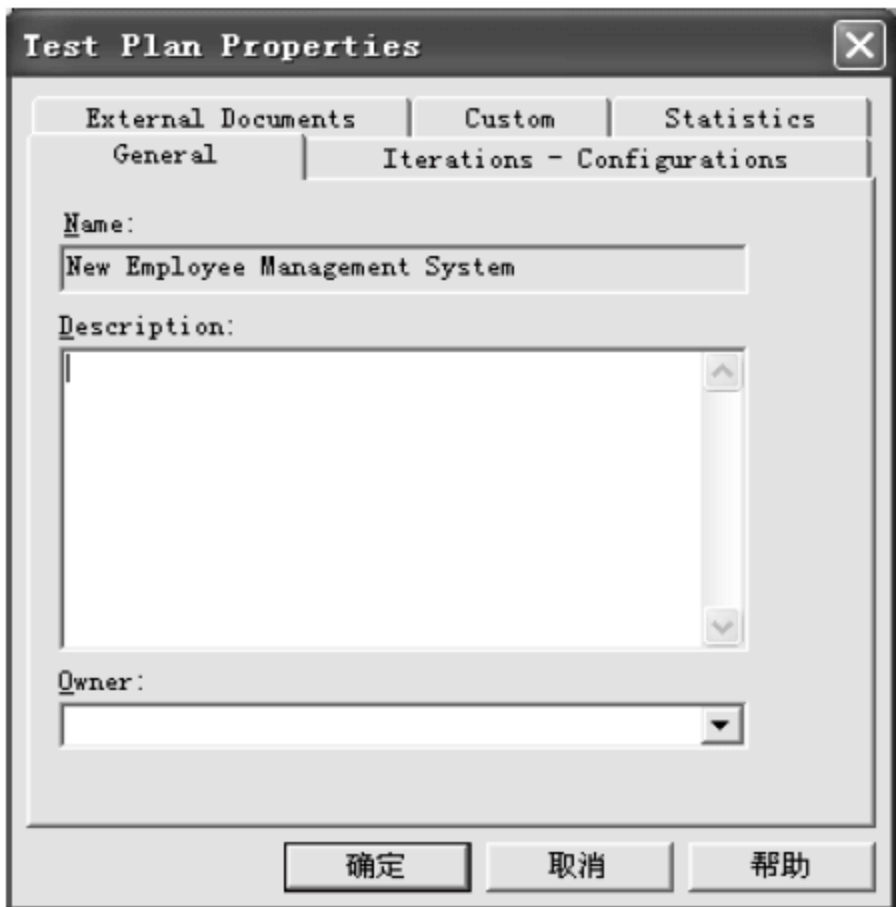 Test Plan Properties
External Documents
Custom
Statistics
General
Iterations - Configurations
Name:
New Employee Management System
Description:
Owner:
确定
取消
帮助